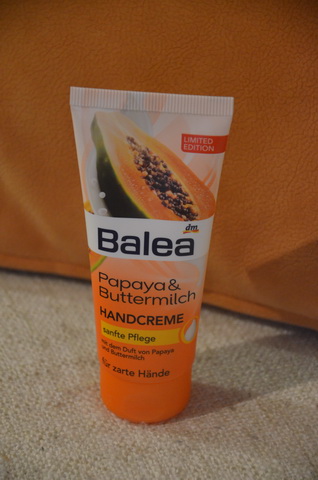 LIMITED
EDITION
dm
Balea
Papaya &
Buttermilch
HANDCREME
sanfte Pflege
mit dem Duft von Papaya
und Buttermilch
für zarte Hände